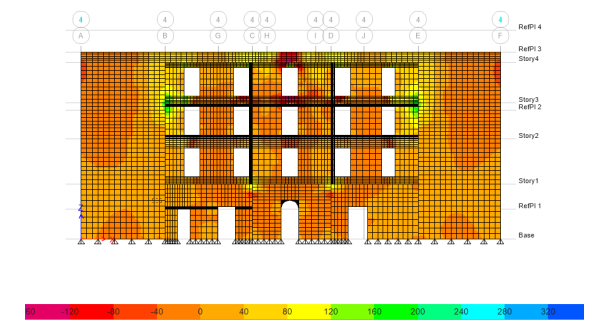 4 4 4 4 4 4 4 4 4 4
A B G C H I D J E F
RefPl 4
RefPl 3
Story4
Story3
RefPl 2
Story2
Story1
RefPl 1
Z
Base
60 -120 -80 -40 0 40 80 120 160 200 240 280 320